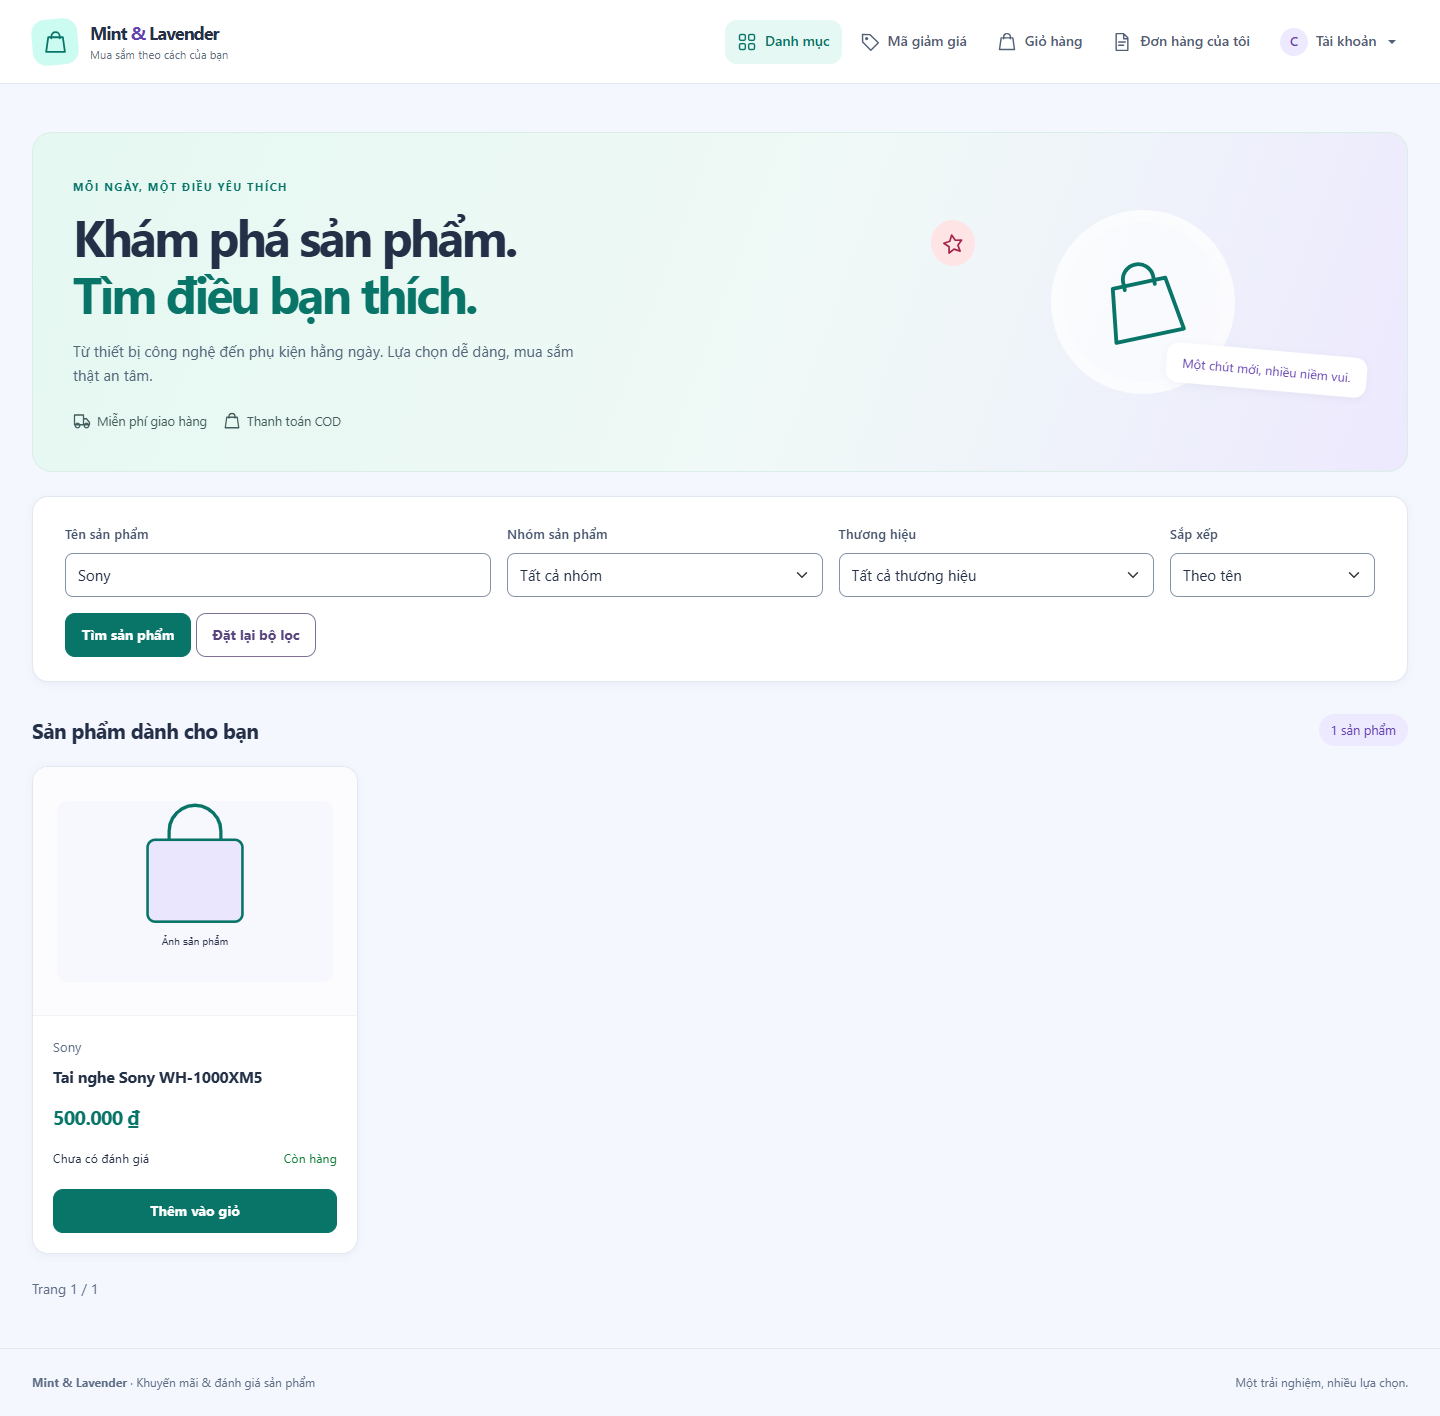 Mint & Lavender
Mua sắm theo cách của bạn
Danh mục
Mã giảm giá
Giỏ hàng
Đơn hàng của tôi
C
Tài khoản
MỖI NGÀY, MỘT ĐIỀU YÊU THÍCH
Khám phá sản phẩm.
Tìm điều bạn thích.
Từ thiết bị công nghệ đến phụ kiện hằng ngày. Lựa chọn dễ dàng, mua sắm
thật an tâm.
Miễn phí giao hàng
Thanh toán COD
Một chút mới, nhiều niềm vui.
Tên sản phẩm
Nhóm sản phẩm
Thương hiệu
Sắp xếp
Sony
Tất cả nhóm
Tất cả thương hiệu
Theo tên
Tìm sản phẩm
Đặt lại bộ lọc
Sản phẩm dành cho bạn
1 sản phẩm
Ảnh sản phẩm
Sony
Tai nghe Sony WH-1000XM5
500.000 ₫
Chưa có đánh giá
Còn hàng
Thêm vào giỏ
Trang 1 / 1
Mint & Lavender · Khuyến mãi & đánh giá sản phẩm
Một trải nghiệm, nhiều lựa chọn.